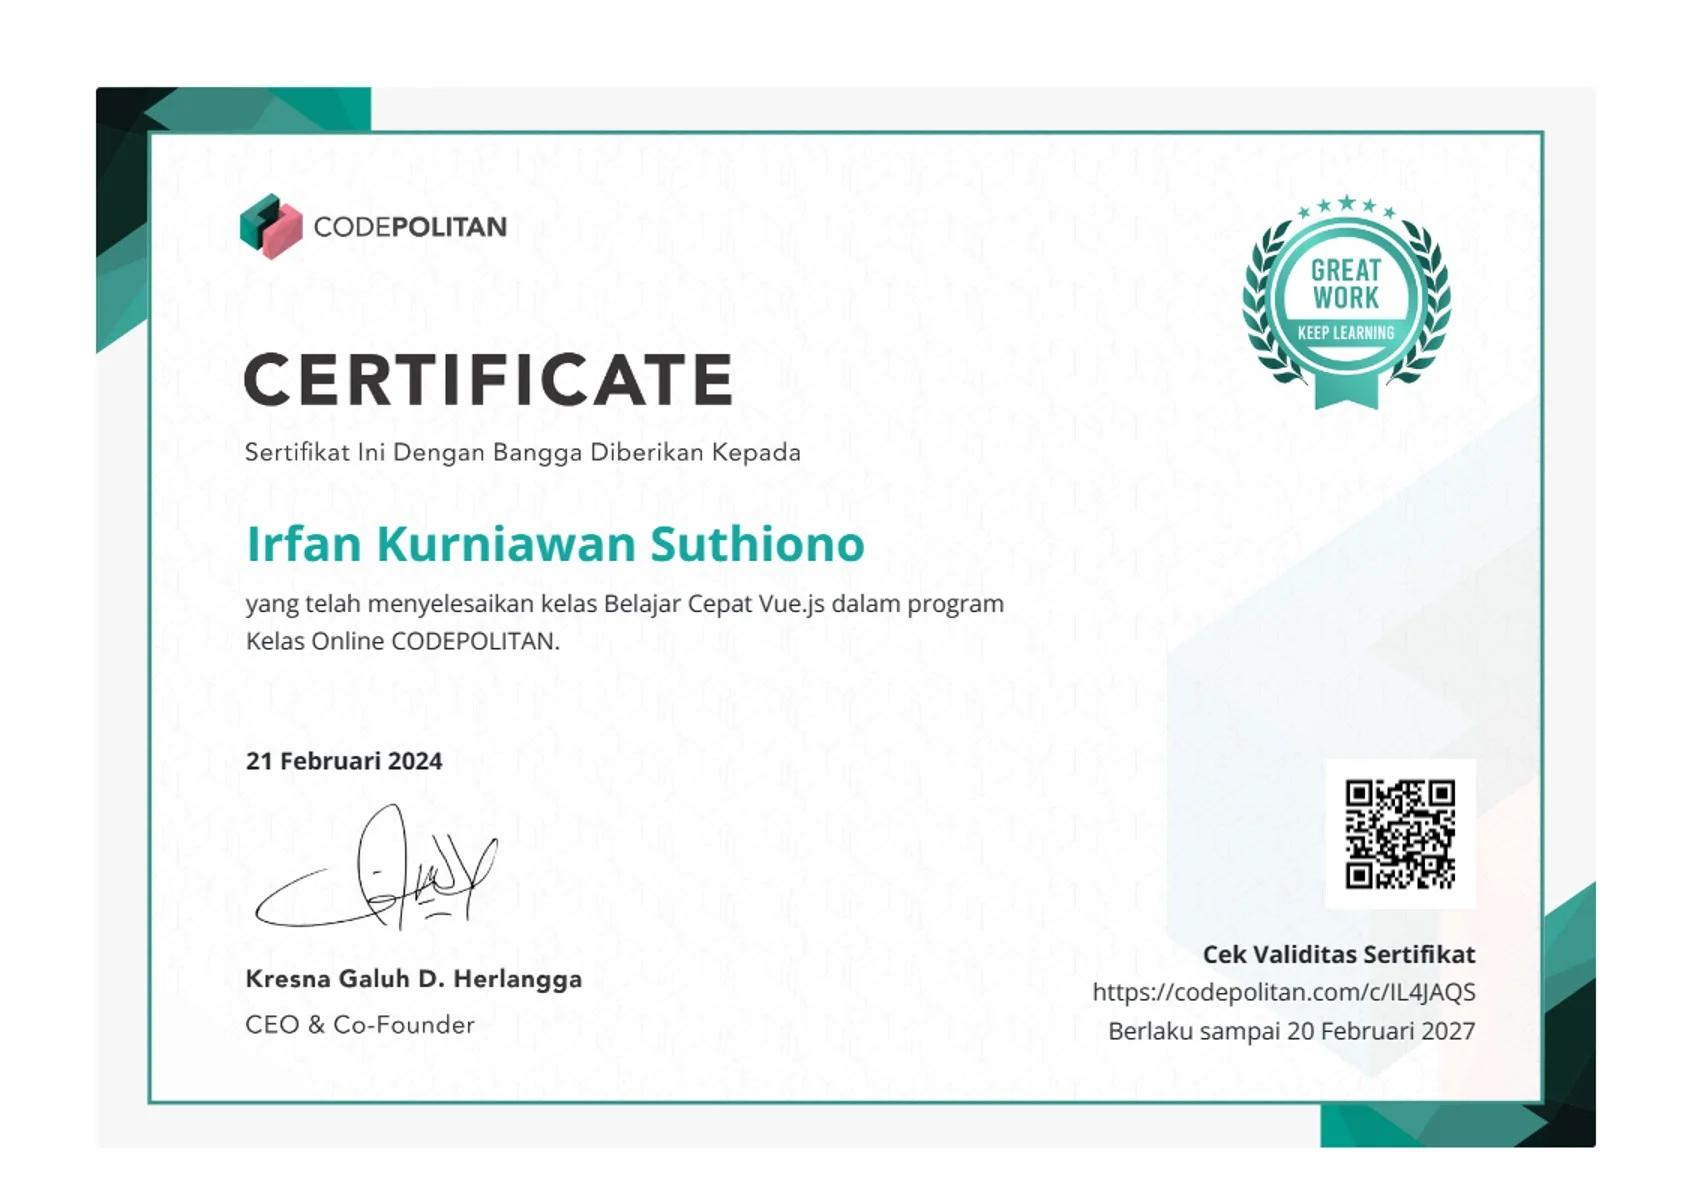 CODEPOLITAN
GREAT
WORK
KEEP LEARNING
CERTIFICATE
Sertifikat Ini Dengan Bangga Diberikan Kepada
Irfan Kurniawan Suthiono
yang telah menyelesaikan kelas Belajar Cepat Vue.js dalam program
Kelas Online CODEPOLITAN.
21 Februari 2024
Kresna Galuh D. Herlangga
CEO & Co-Founder
Cek Validitas Sertifikat
https://codepolitan.com/c/IL4JAQS
Berlaku sampai 20 Februari 2027